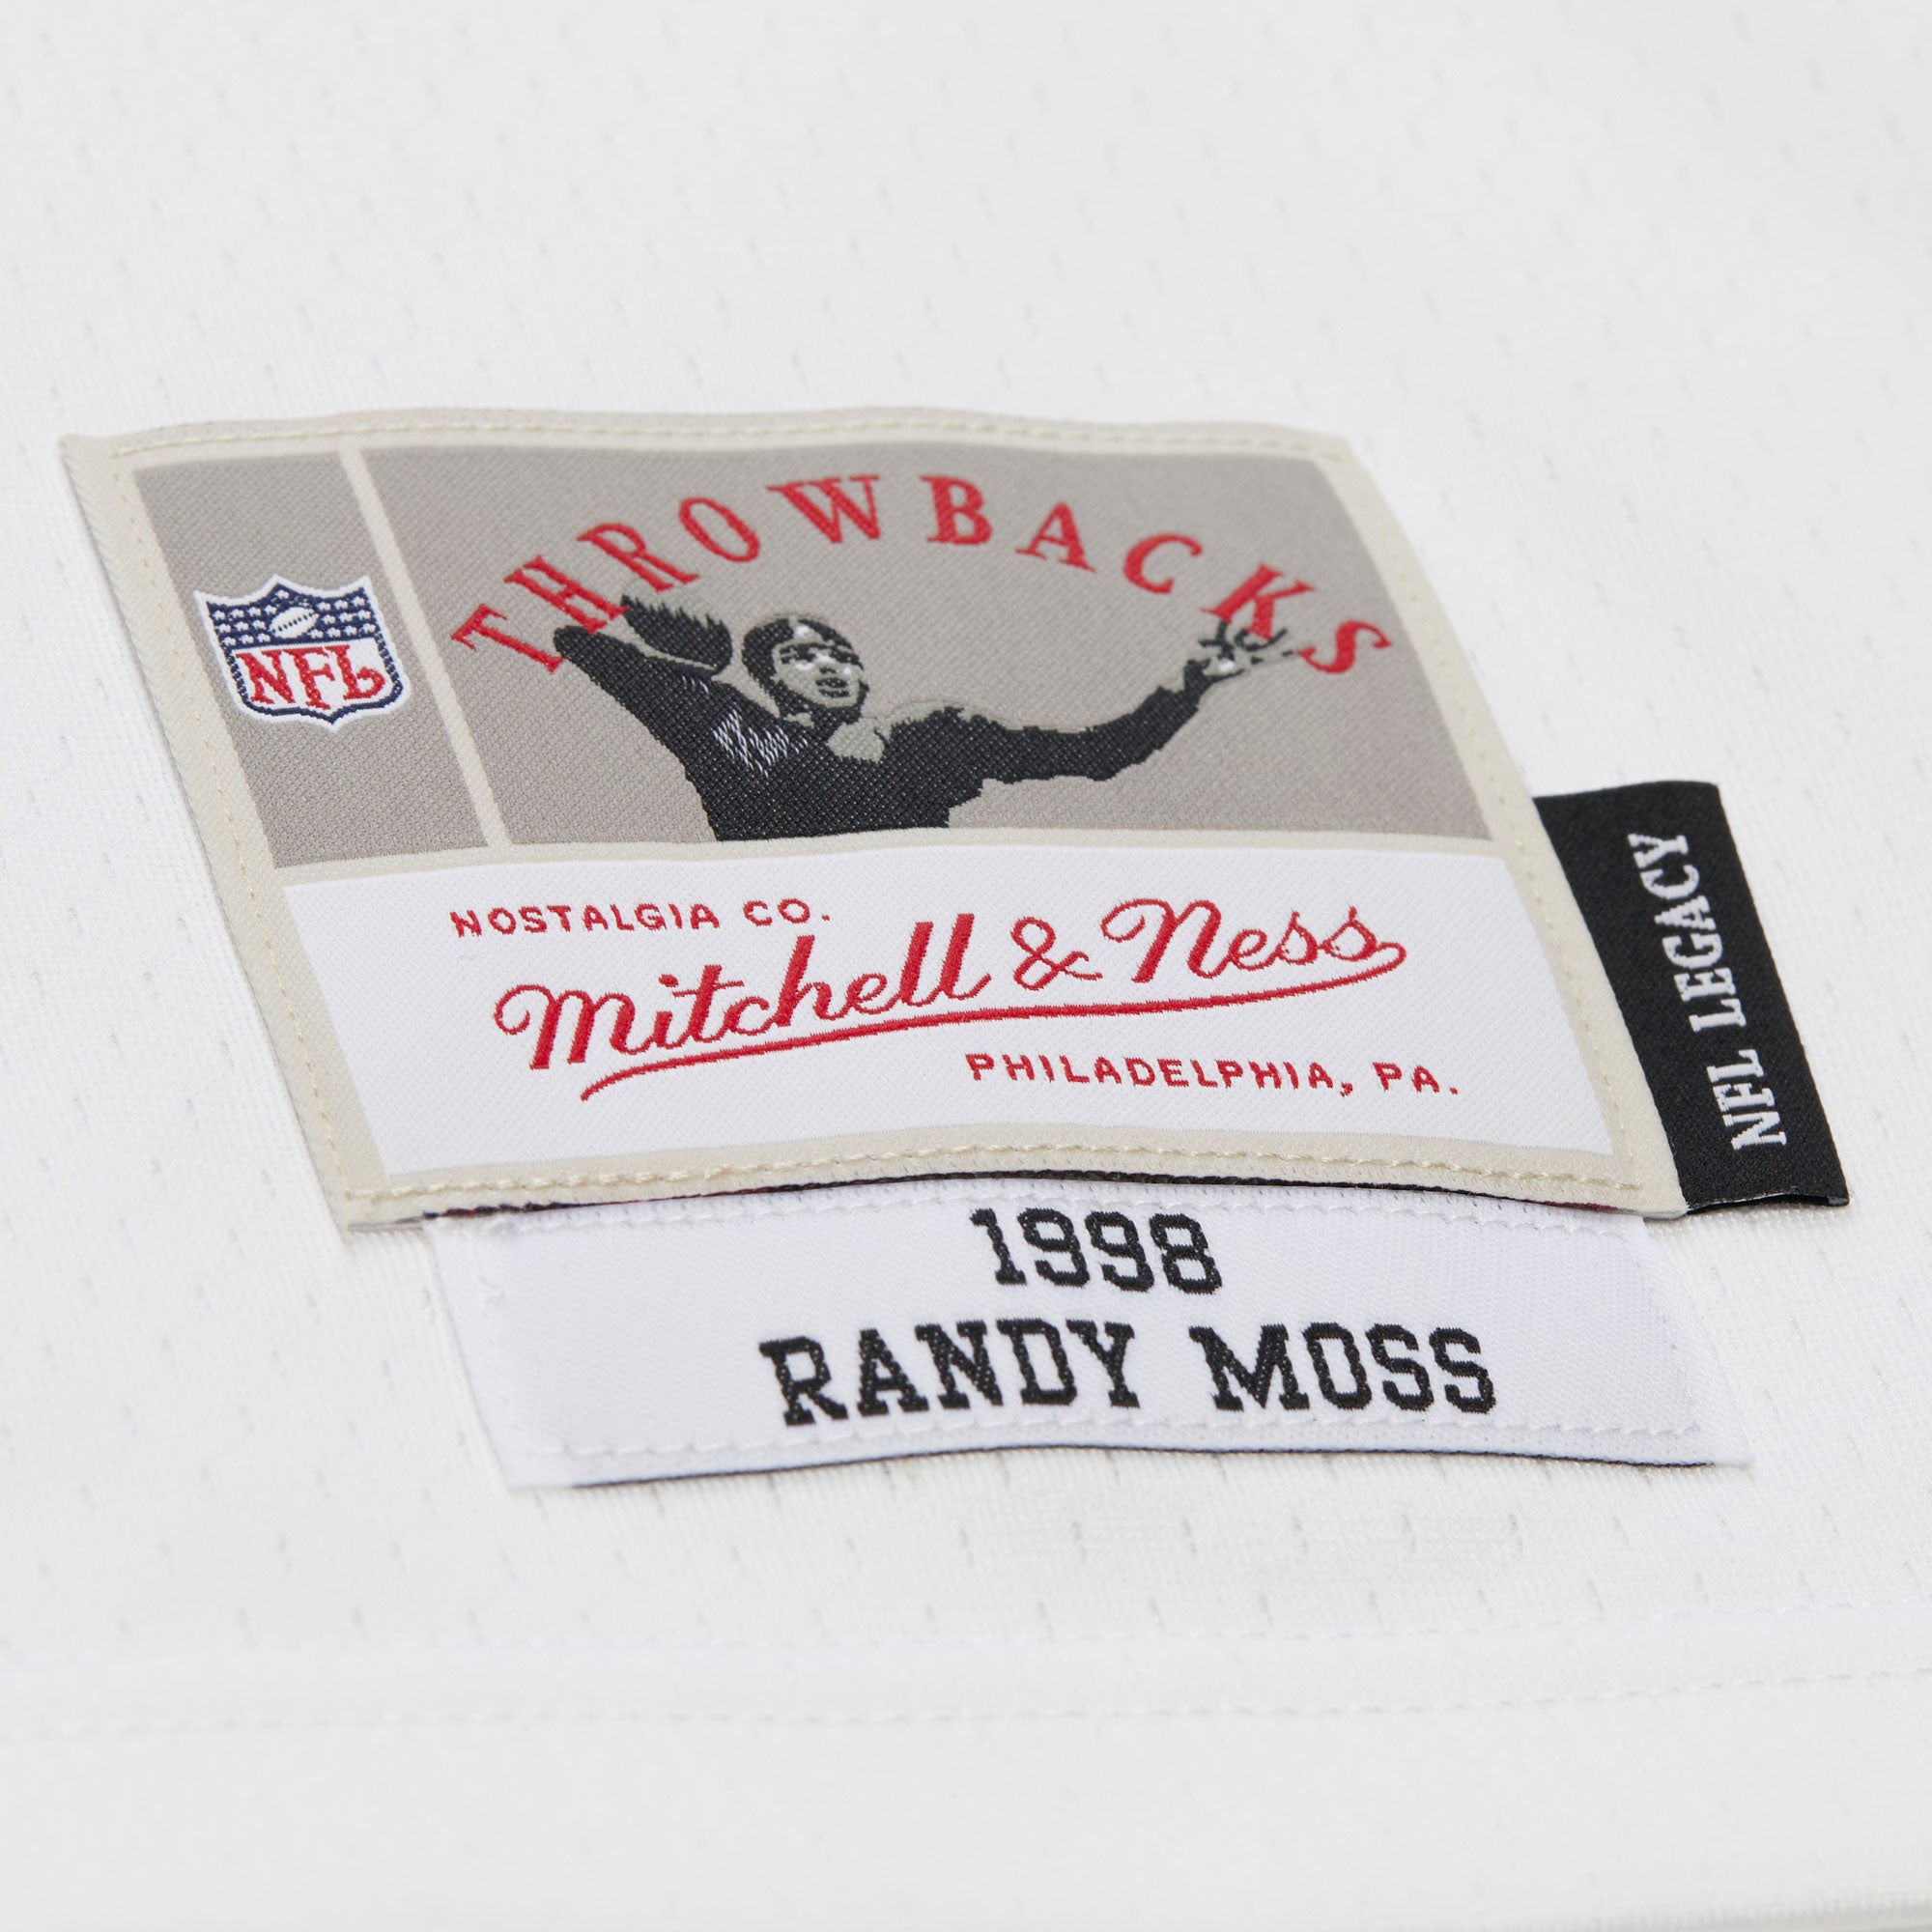 THROWBACKS
NFL
NOSTALGIA CO.
Mitchell & Ness
PHILADELPHIA, PA.
NFL LEGACY
1998
RANDY MOSS